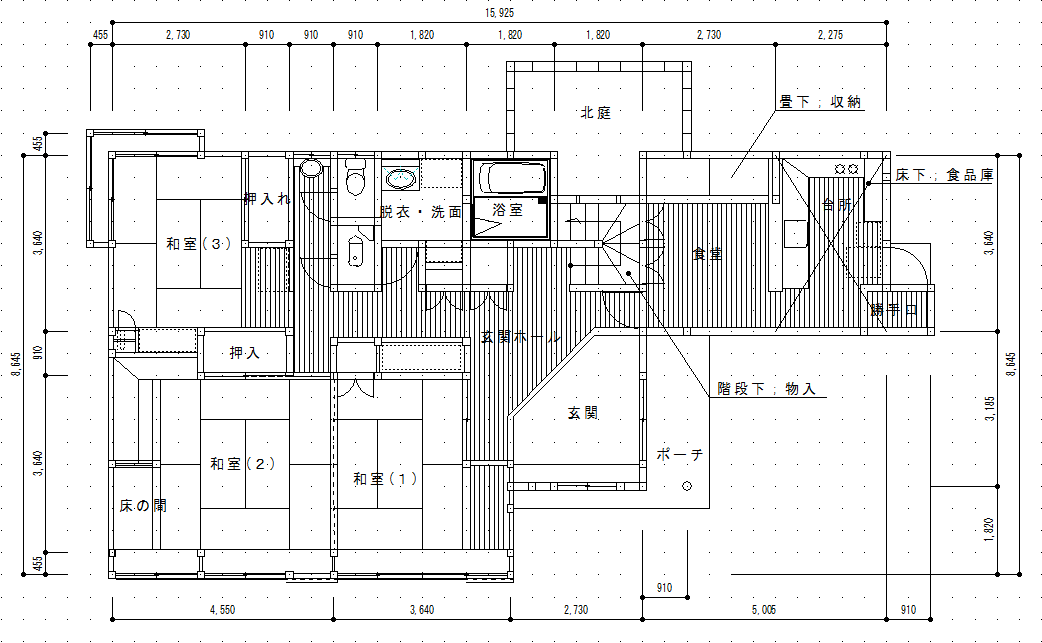 15,925
455 2,730 910 910 910 1,820 1,820 1,820 2,730 2,275
畳下；収納
北庭
455
床下；食品庫
押入れ
脱衣・洗面
浴室
台所
和室(3)
食堂
3,640
3,640
勝手口
玄関ホール
押入
910
8,645
8,645
階段下；物入
玄関
3,185
ポーチ
和室(2)
和室(1)
3,640
床の間
1,820
455
910
4,550 3,640 2,730 5,005 910